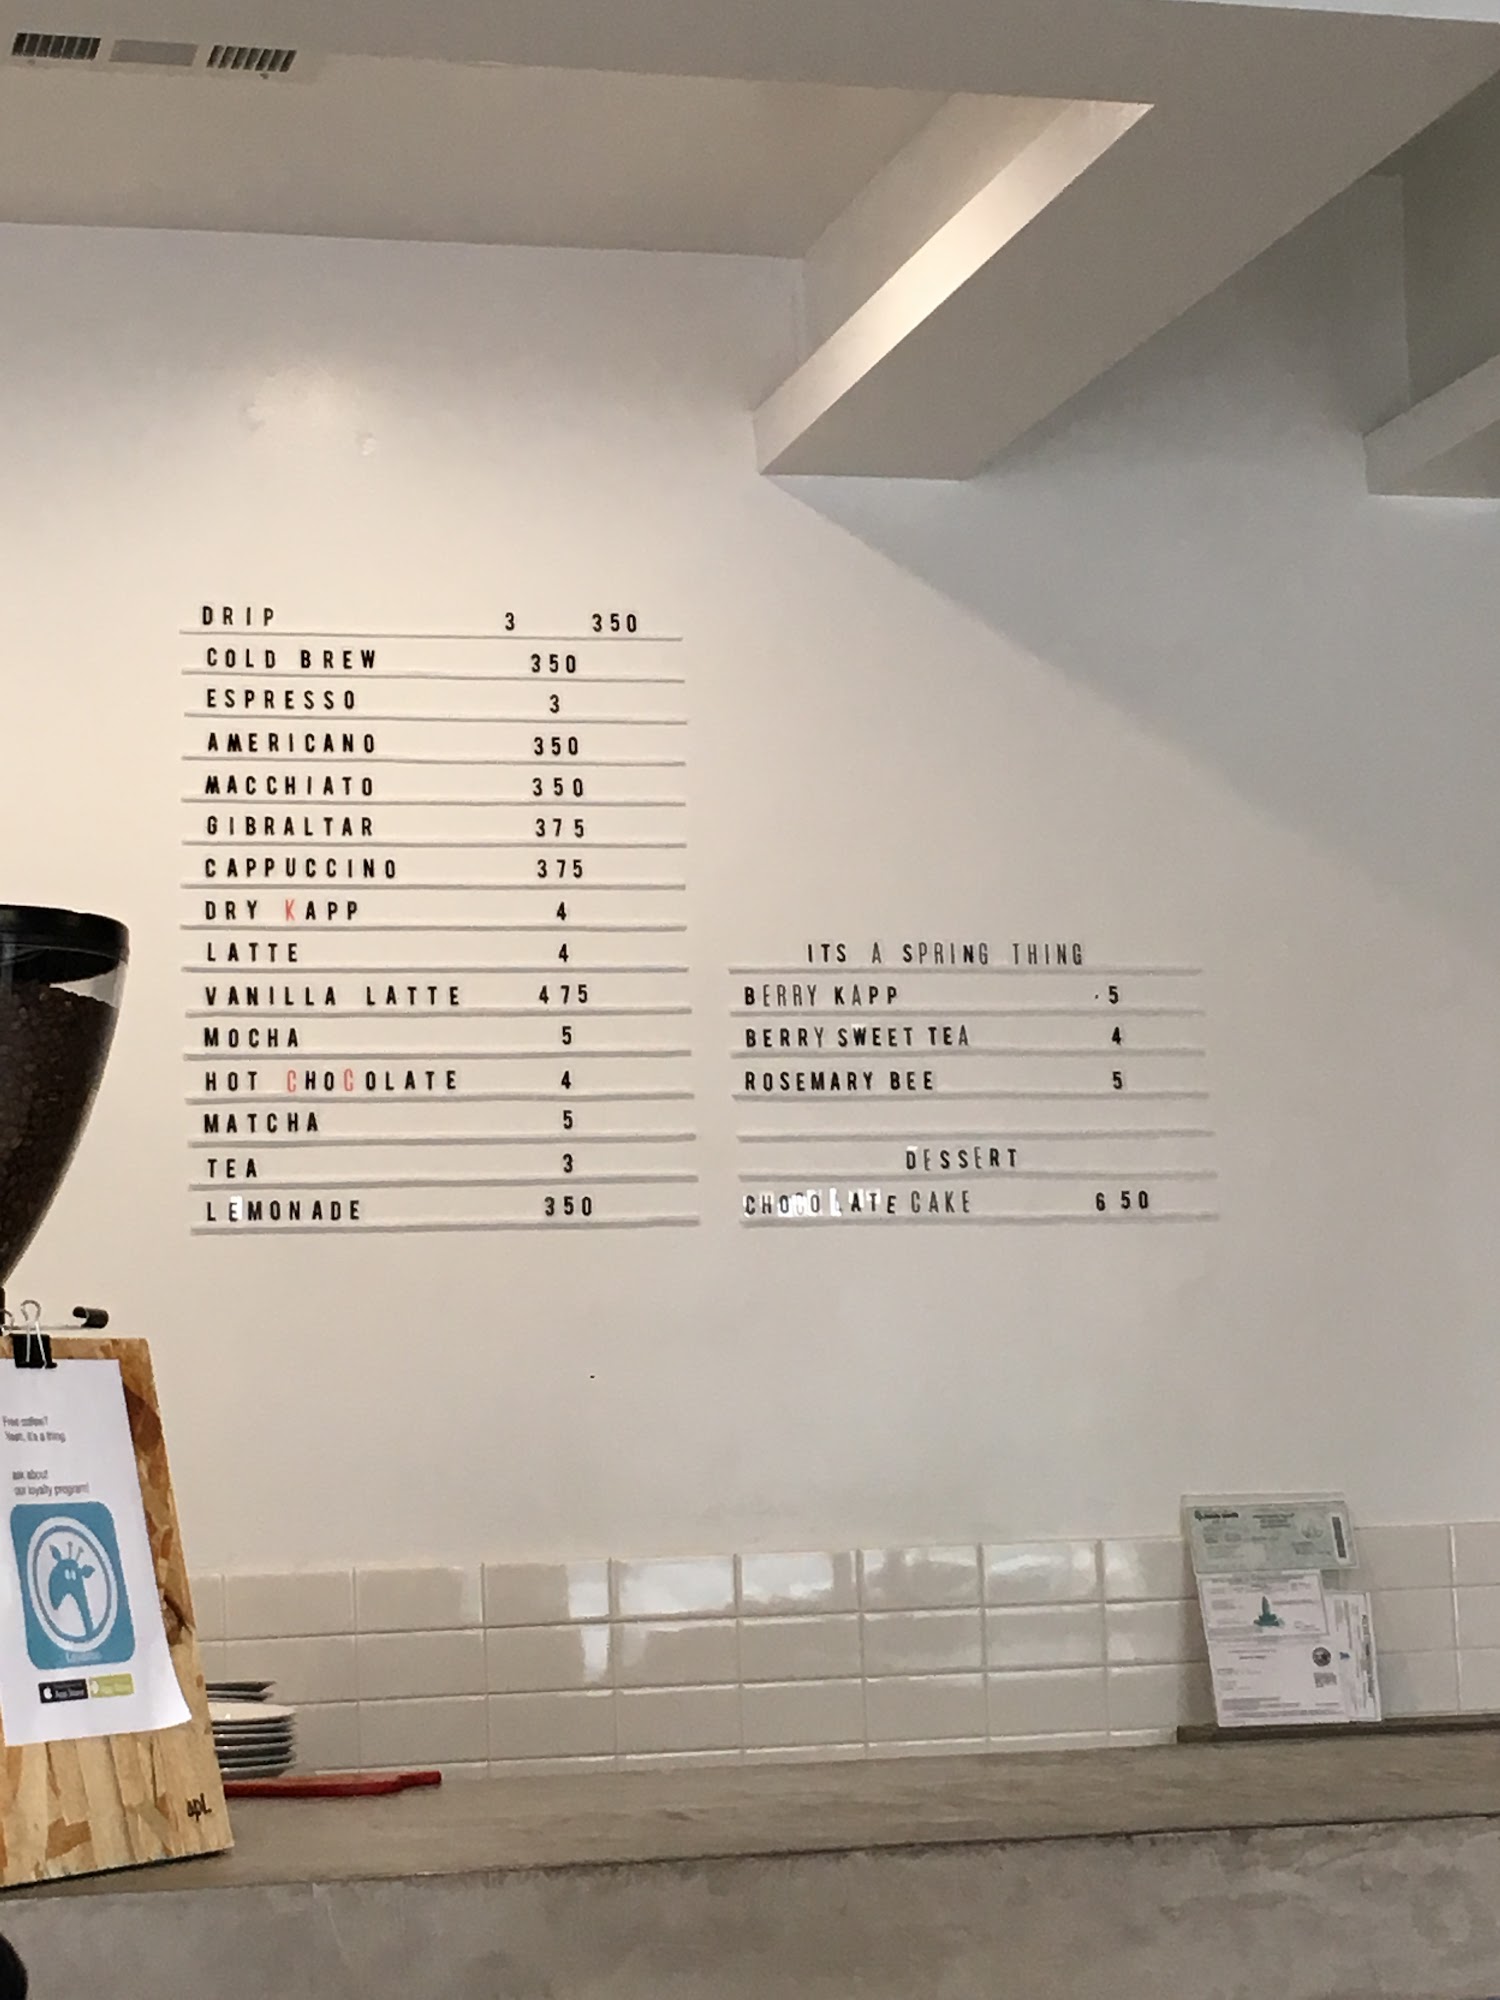 DRIP 3 350
COLD BREW 350
ESPRESSO 3
AMERICANO 350
MACCHIATO 350
GIBRALTAR 375
CAPPUCCINO 375
DRY KAPP 4
LATTE 4
VANILLA LATTE 475
MOCHA 5
HOT CHOCOLATE 4
MATCHA 5
TEA 3
LEMONADE 350
ITS A SPRING THING
BERRY KAPP 5
BERRY SWEET TEA 4
ROSEMARY BEE 5
DESSERT
CHOCOLATE CAKE 6 50
Free coffee?
Yeah, it's a thing
ask about
our loyalty program!
App Store
apl.